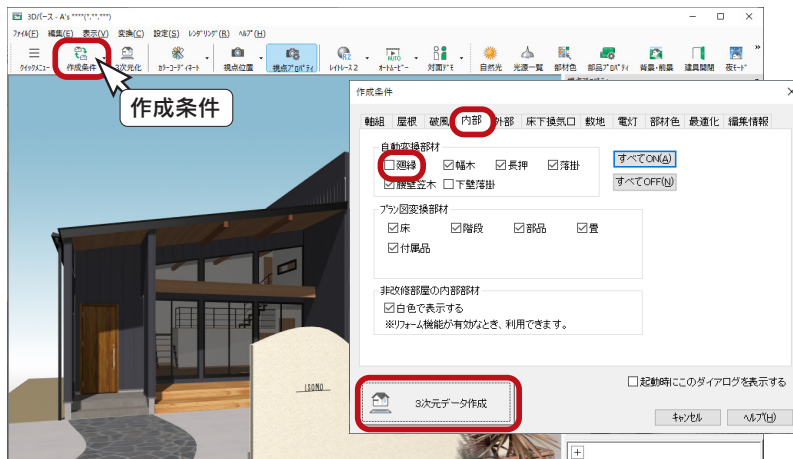 3Dパース - A's ****(*.**.***)
ファイル(F) 編集(E) 表示(V) 変換(C) 設定(S) レンダリング(R) ヘルプ(H)
クイックメニュー 作成条件 3次元化 カラーコーディネート 視点位置 視点プロパティ レイトレース2 オートムービー 対面デモ 自然光 光源一覧 部材色 部品プロパティ 背景・前景 建具開閉 夜モード
作成条件
作成条件
軸組 屋根 破風 内部 外部 床下換気口 敷地 電灯 部材色 最適化 編集情報
自動変換部材
廻縁 幅木 長押 落掛
すべてON(A)
腰壁笠木 下壁落掛
すべてOFF(N)
プラン図変換部材
床 階段 部品 畳
付属品
非改修部屋の内部部材
白色で表示する
※リフォーム機能が有効なとき、利用できます。
起動時にこのダイアログを表示する
3次元データ作成
キャンセル ヘルプ(H)
ISONO